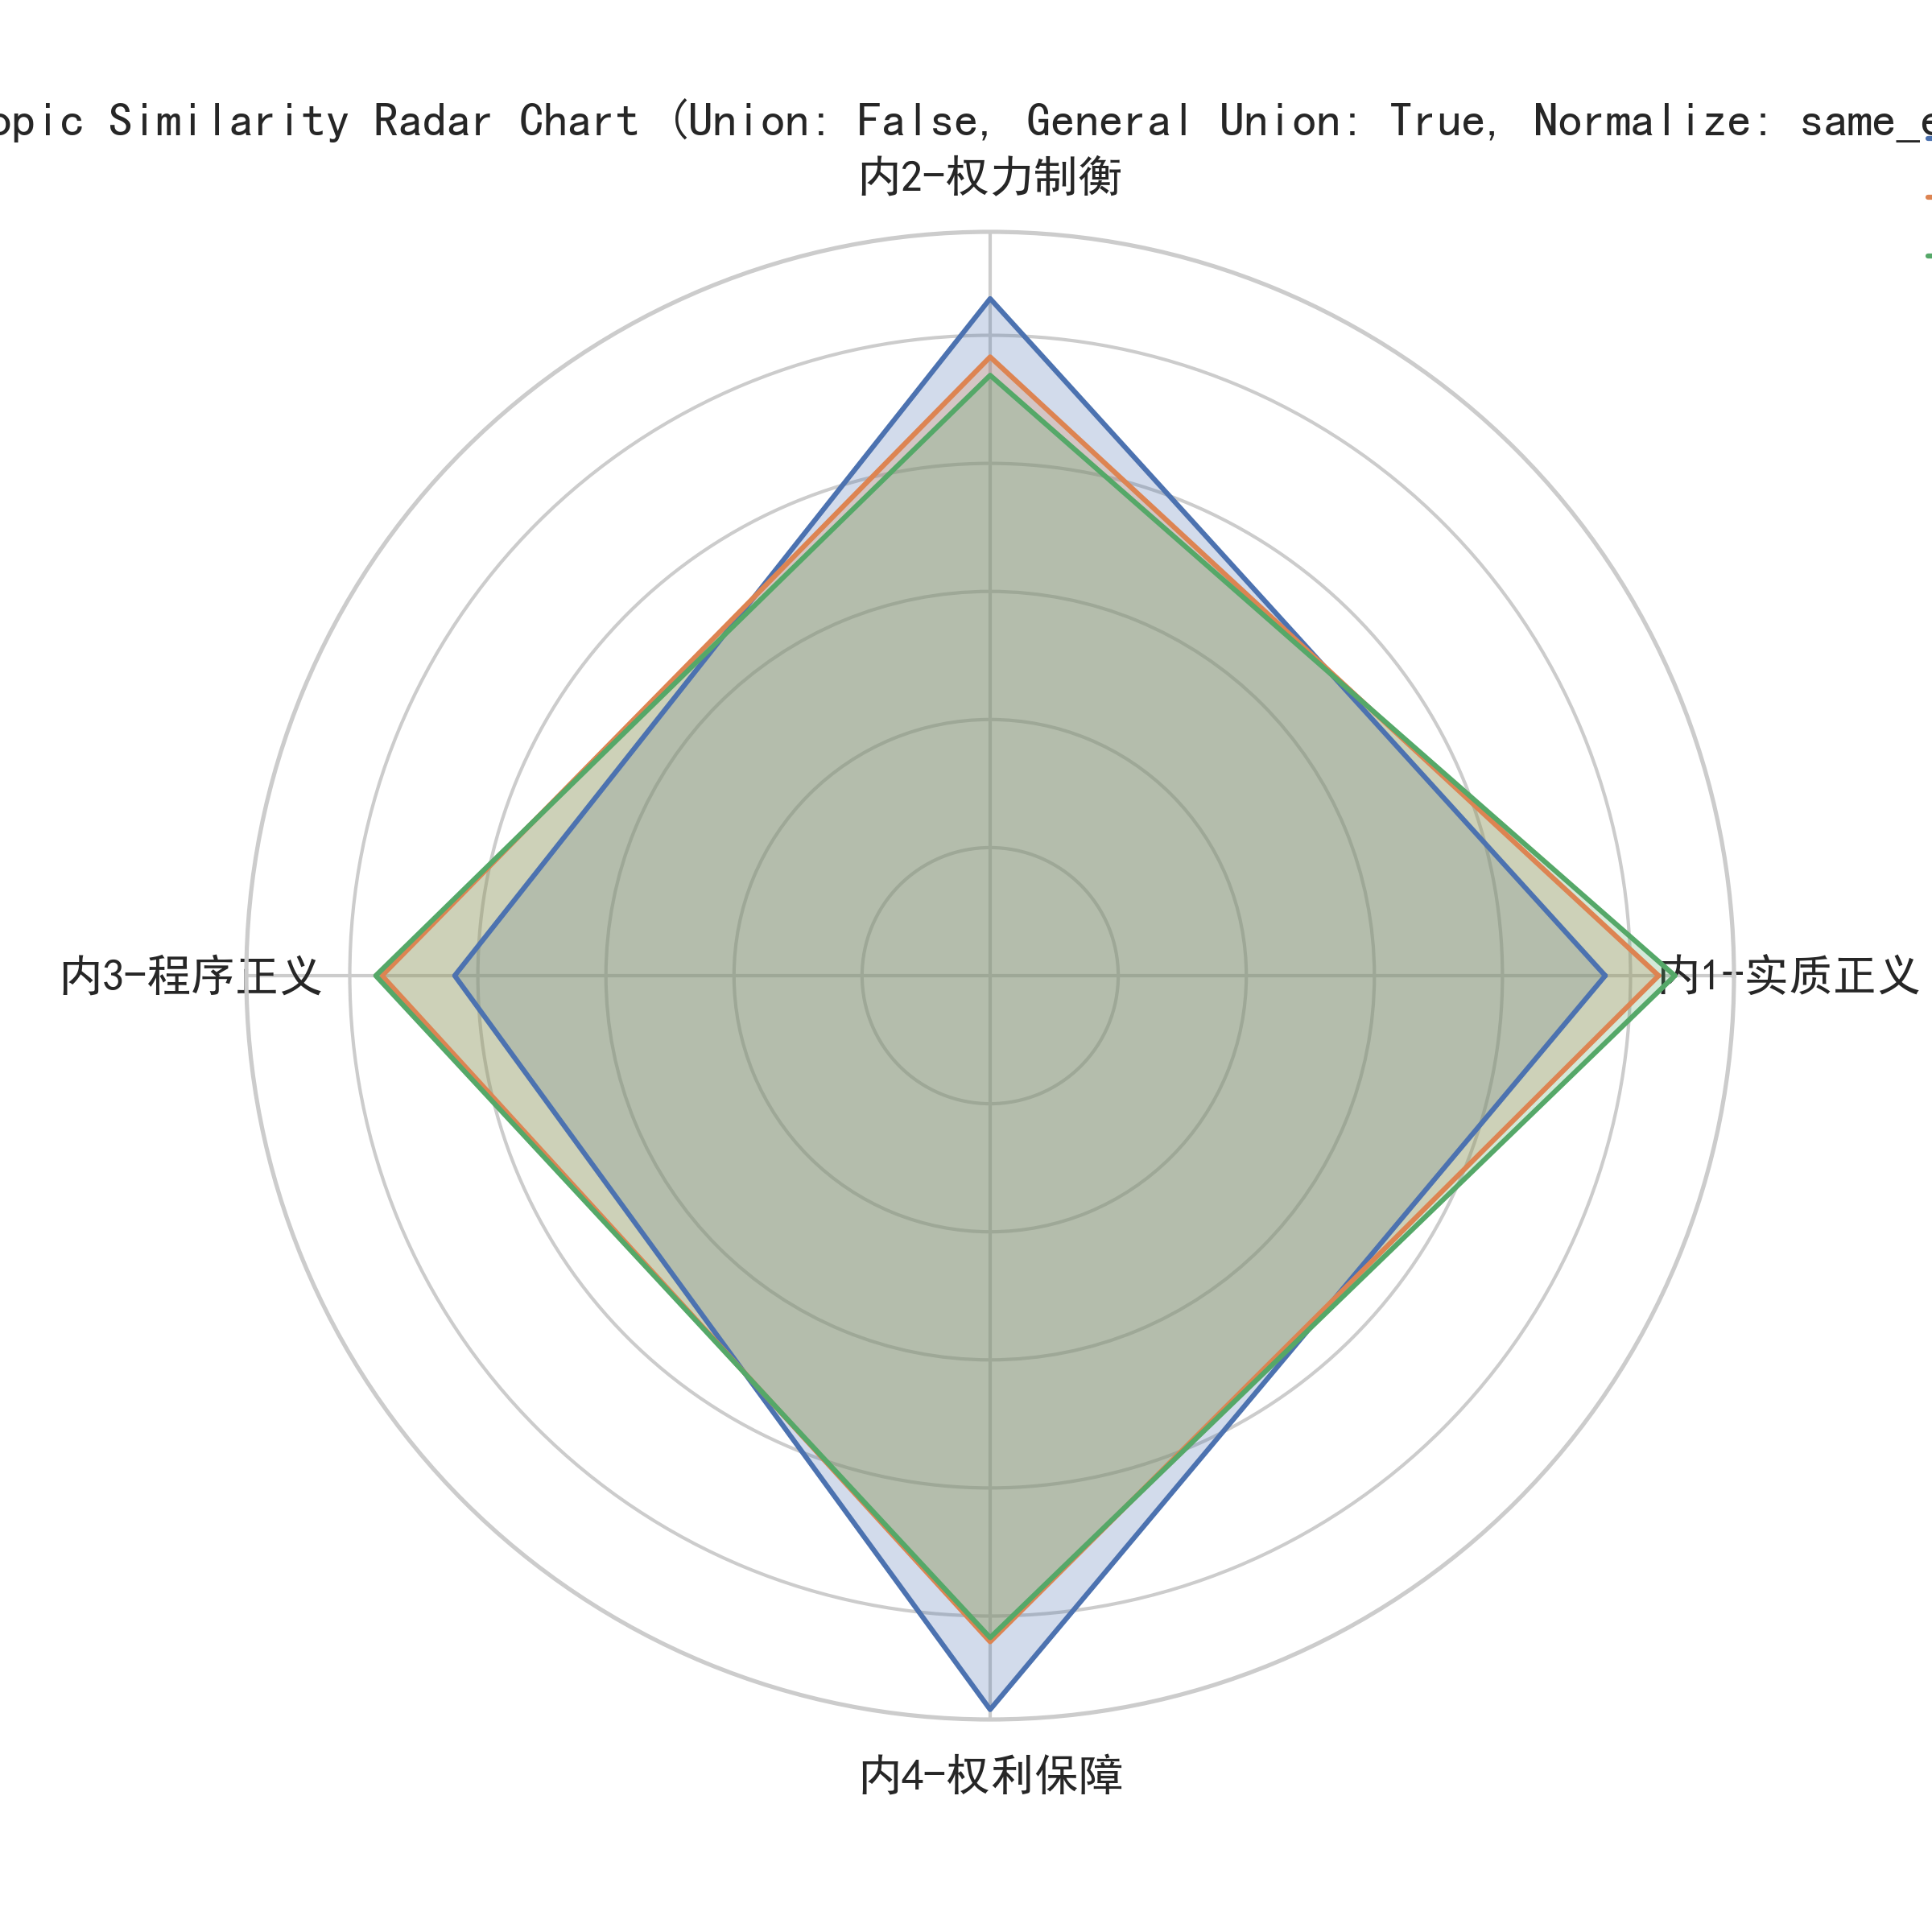 opic Similarity Radar Chart (Union: False, General Union: True, Normalize: same_e
内2-权力制衡
内3-程序正义
内1-实质正义
内4-权利保障